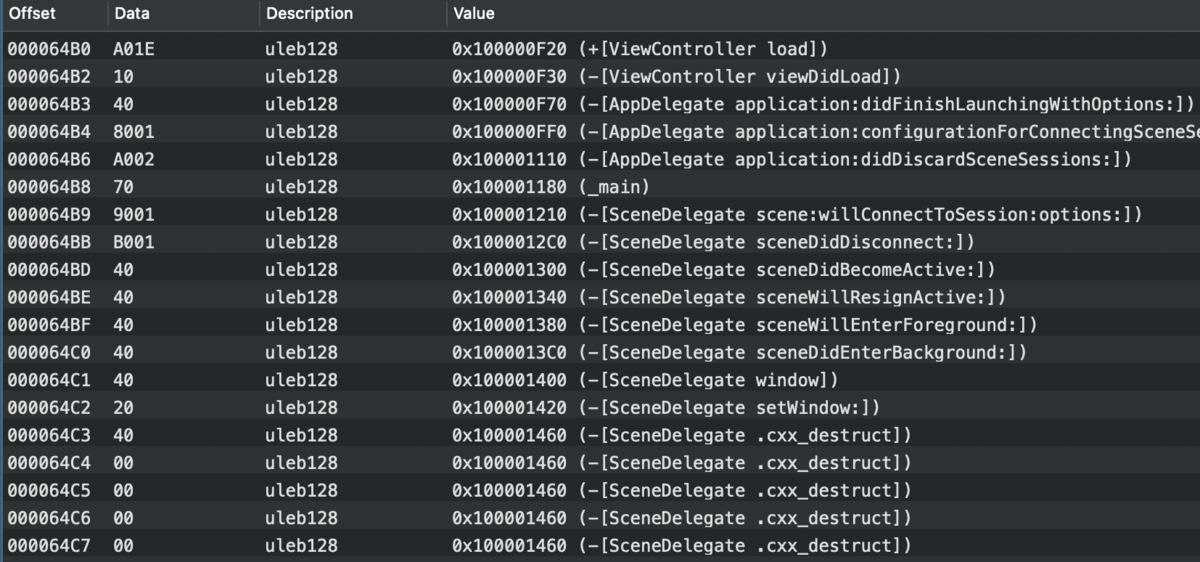 Offset Data Description Value
000064B0 A01E uleb128 0x100000F20 (+[ViewController load])
000064B2 10 uleb128 0x100000F30 (-[ViewController viewDidLoad])
000064B3 40 uleb128 0x100000F70 (-[AppDelegate application:didFinishLaunchingWithOptions:])
000064B4 8001 uleb128 0x100000FF0 (-[AppDelegate application:configurationForConnectingSceneSe
000064B6 A002 uleb128 0x100001110 (-[AppDelegate application:didDiscardSceneSessions:])
000064B8 70 uleb128 0x100001180 (_main)
000064B9 9001 uleb128 0x100001210 (-[SceneDelegate scene:willConnectToSession:options:])
000064BB B001 uleb128 0x1000012C0 (-[SceneDelegate sceneDidDisconnect:])
000064BD 40 uleb128 0x100001300 (-[SceneDelegate sceneDidBecomeActive:])
000064BE 40 uleb128 0x100001340 (-[SceneDelegate sceneWillResignActive:])
000064BF 40 uleb128 0x100001380 (-[SceneDelegate sceneWillEnterForeground:])
000064C0 40 uleb128 0x1000013C0 (-[SceneDelegate sceneDidEnterBackground:])
000064C1 40 uleb128 0x100001400 (-[SceneDelegate window])
000064C2 20 uleb128 0x100001420 (-[SceneDelegate setWindow:])
000064C3 40 uleb128 0x100001460 (-[SceneDelegate .cxx_destruct])
000064C4 00 uleb128 0x100001460 (-[SceneDelegate .cxx_destruct])
000064C5 00 uleb128 0x100001460 (-[SceneDelegate .cxx_destruct])
000064C6 00 uleb128 0x100001460 (-[SceneDelegate .cxx_destruct])
000064C7 00 uleb128 0x100001460 (-[SceneDelegate .cxx_destruct])